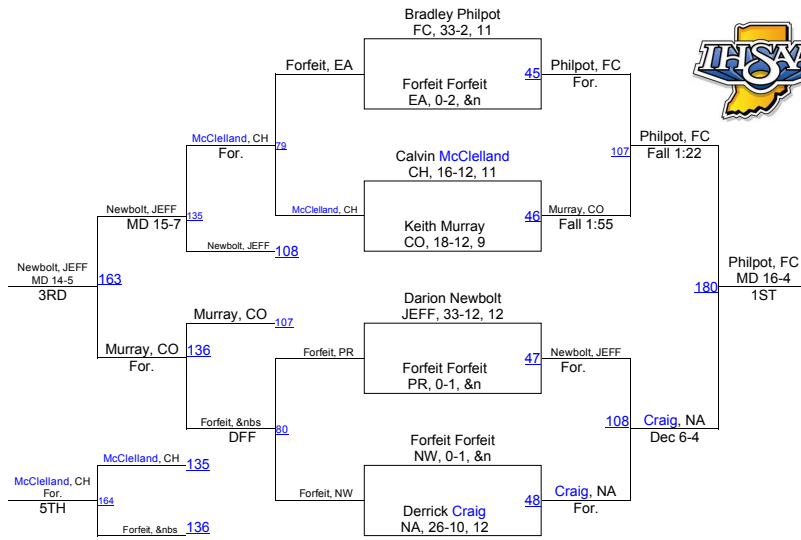 Bradley Philpot
FC, 33-2, 11
Forfeit, EA
Forfeit Forfeit
EA, 0-2, &n
45
Philpot, FC
For.
IHSAA
McClelland, CH
For.
79
Calvin McClelland
CH, 16-12, 11
107
Philpot, FC
Fall 1:22
Newbolt, JEFF
MD 15-7
135
McClelland, CH
Keith Murray
CO, 18-12, 9
46
Murray, CO
Fall 1:55
Newbolt, JEFF
108
Newbolt, JEFF
MD 14-5
3RD
163
Darion Newbolt
JEFF, 33-12, 12
180
Philpot, FC
MD 16-4
1ST
Murray, CO
107
Murray, CO
For.
136
Forfeit, PR
Forfeit Forfeit
PR, 0-1, &n
47
Newbolt, JEFF
For.
Forfeit, &nbs
DFF
80
Forfeit Forfeit
NW, 0-1, &n
108
Craig, NA
Dec 6-4
McClelland, CH
135
McClelland, CH
For.
5TH
164
Forfeit, NW
Derrick Craig
NA, 26-10, 12
48
Craig, NA
For.
Forfeit, &nbs
136